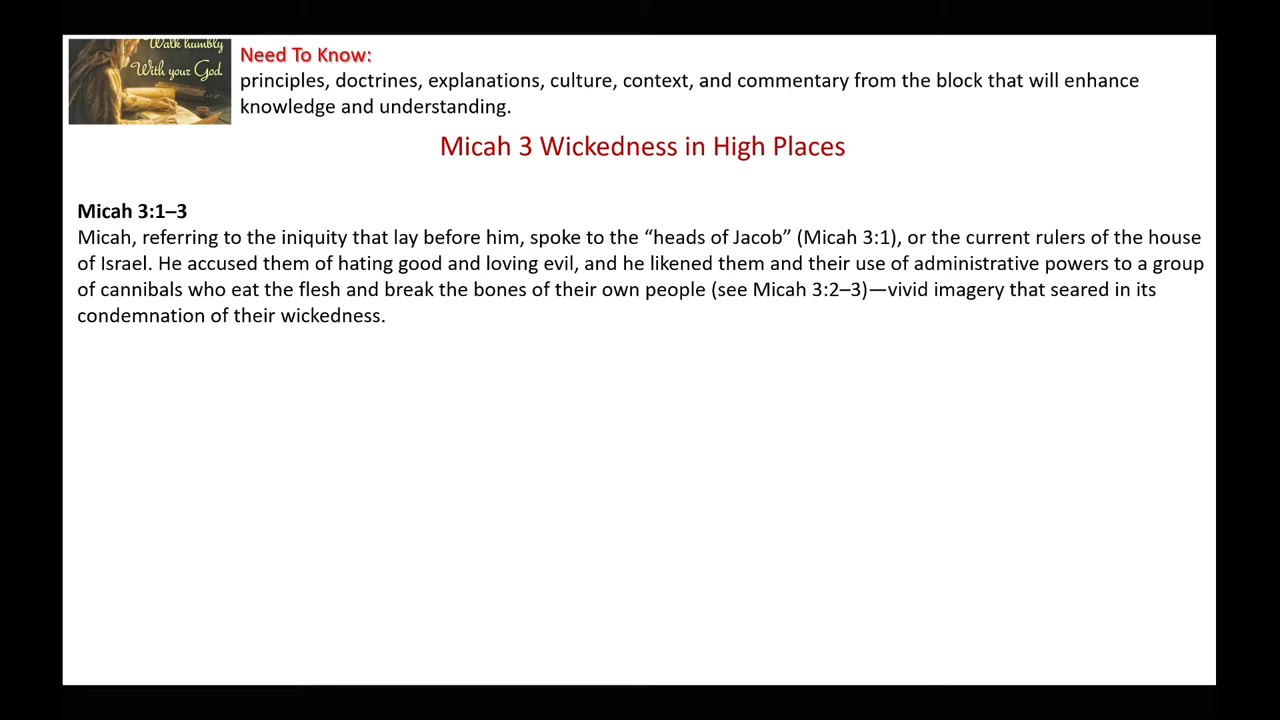 Walk humbly
With your God.
Need To Know:
principles, doctrines, explanations, culture, context, and commentary from the block that will enhance
knowledge and understanding.
Micah 3 Wickedness in High Places
Micah 3:1–3
Micah, referring to the iniquity that lay before him, spoke to the “heads of Jacob” (Micah 3:1), or the current rulers of the house
of Israel. He accused them of hating good and loving evil, and he likened them and their use of administrative powers to a group
of cannibals who eat the flesh and break the bones of their own people (see Micah 3:2–3)—vivid imagery that seared in its
condemnation of their wickedness.